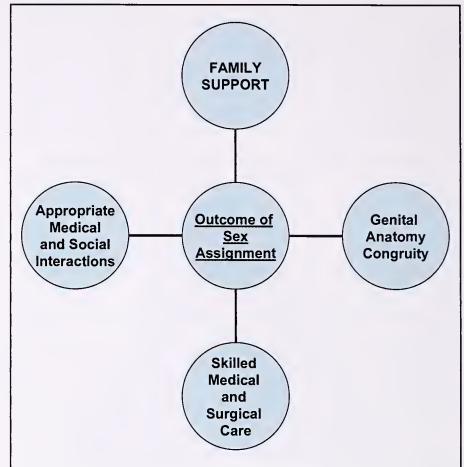 FAMILY
SUPPORT
Appropriate
Medical
and Social
Interactions
Outcome of
Sex
Assignment
Genital
Anatomy
Congruity
Skilled
Medical
and
Surgical
Care